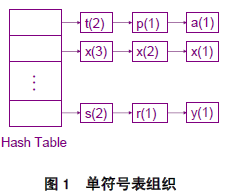 t(2) p(1) a(1)
x(3) x(2) x(1)
⋮
s(2) r(1) y(1)
Hash Table
图 1 单符号表组织